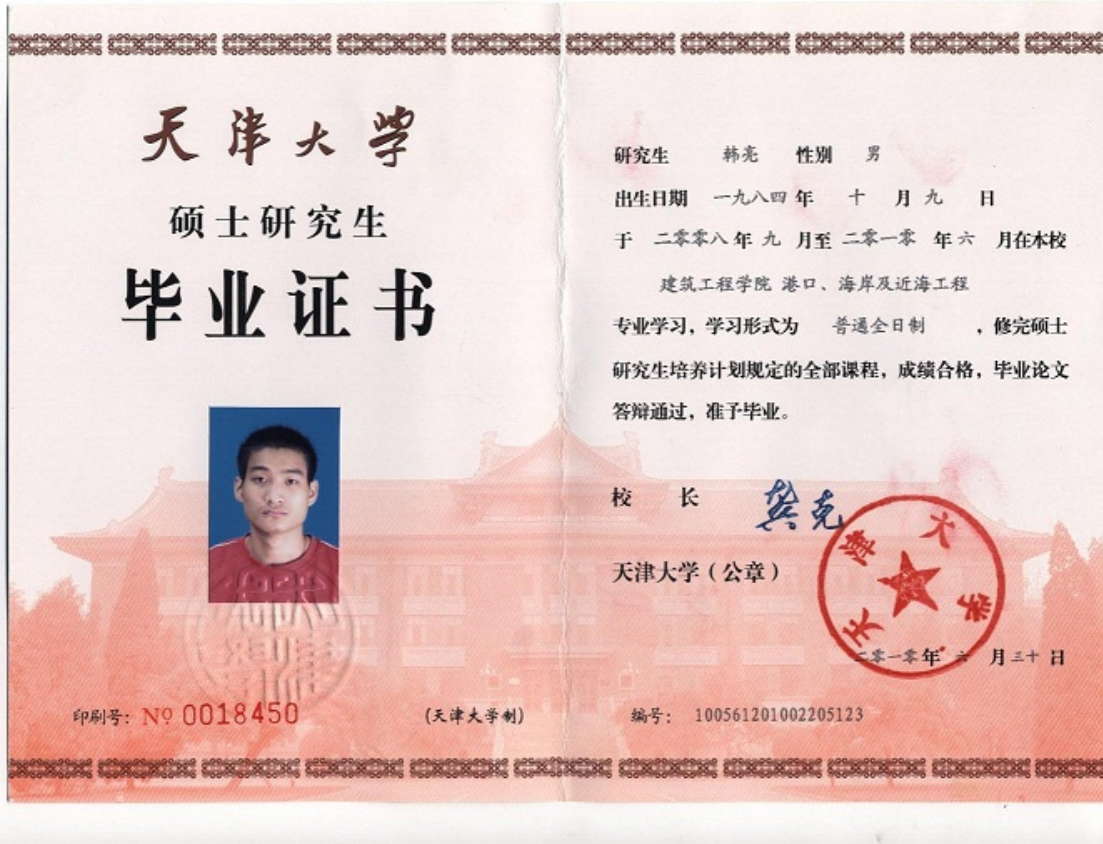 天津大学
硕士研究生
毕业证书
印刷号：№ 0018450
（天津大学制）
研究生 韩亮 性别 男
出生日期 一九八四 年 十 月 九 日
于 二零零八 年 九 月至 二零一零 年 六 月在本校
建筑工程学院 港口、海岸及近海工程
专业学习，学习形式为 普通全日制 ，修完硕士
研究生培养计划规定的全部课程，成绩合格，毕业论文
答辩通过，准予毕业。
校 长 龚克
天津大学（公章）
天津大学
二零一零 年 六 月 三十 日
编号： 100561201002205123